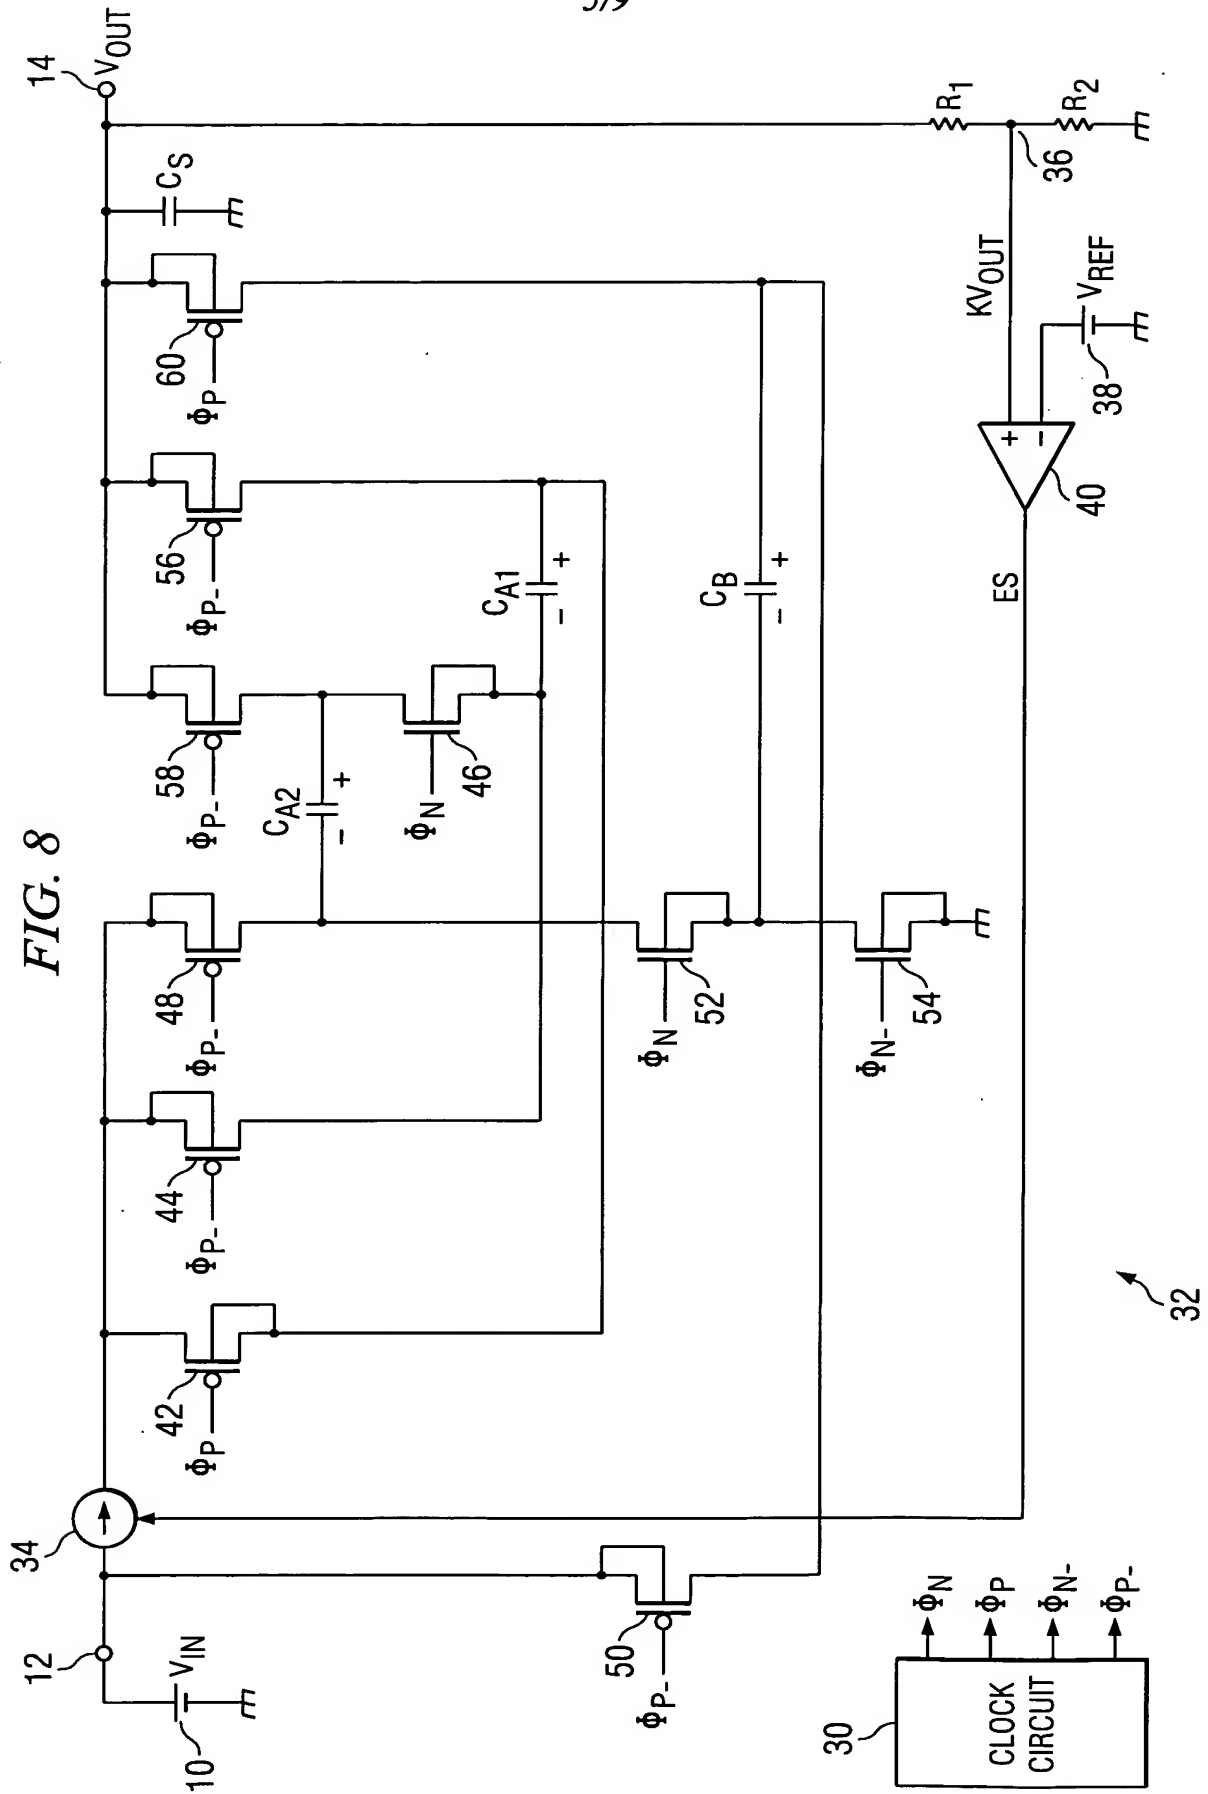 FIG. 8
34
12
14
VOUT
10
VIN
42
44
48
58
56
60
CS
ΦP
ΦP-
ΦP-
ΦP-
ΦP-
ΦP
CA2
+
-
46
ΦN
CA1
+
-
50
ΦP-
52
ΦN
CB
+
-
54
ΦN-
30
CLOCK
CIRCUIT
ΦN
ΦP
ΦN-
ΦP-
ES
40
+
-
KVOUT
38
VREF
R1
36
R2
32